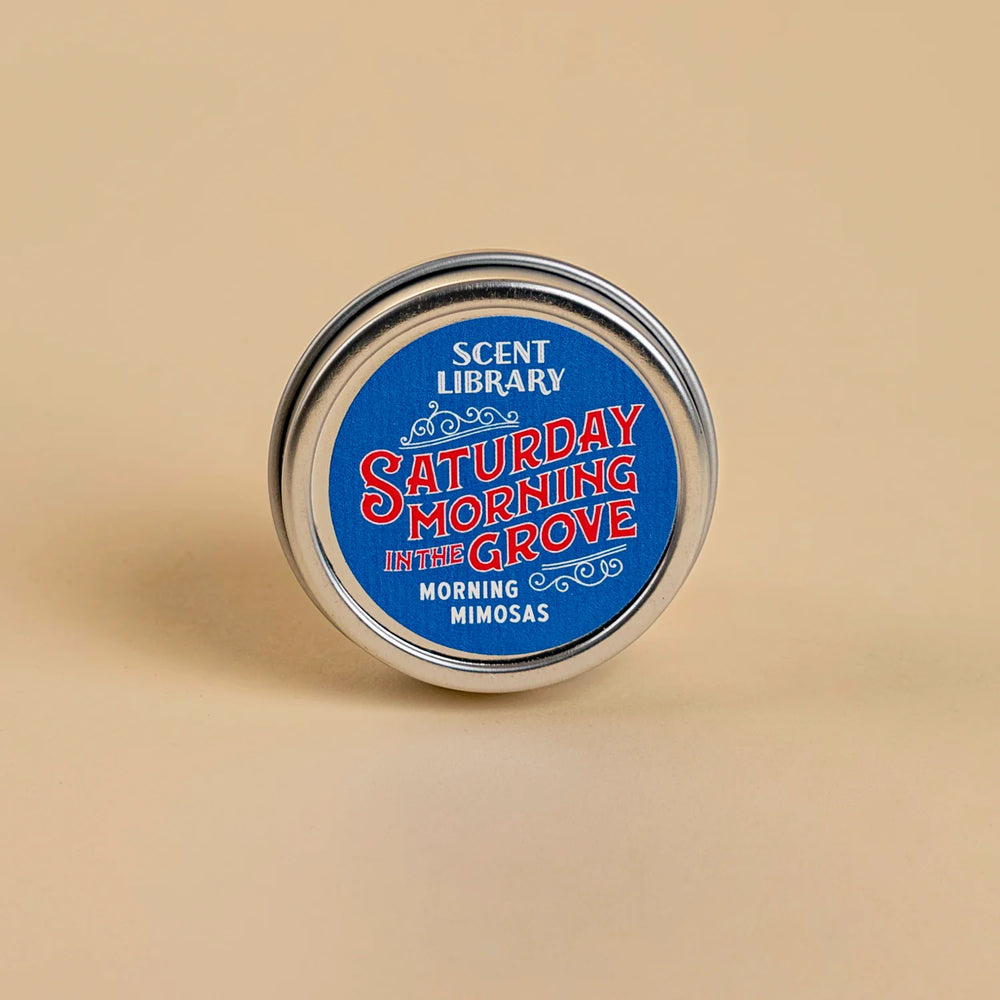 SCENT
LIBRARY
SATURDAY
MORNING
IN THE GROVE
MORNING
MIMOSAS